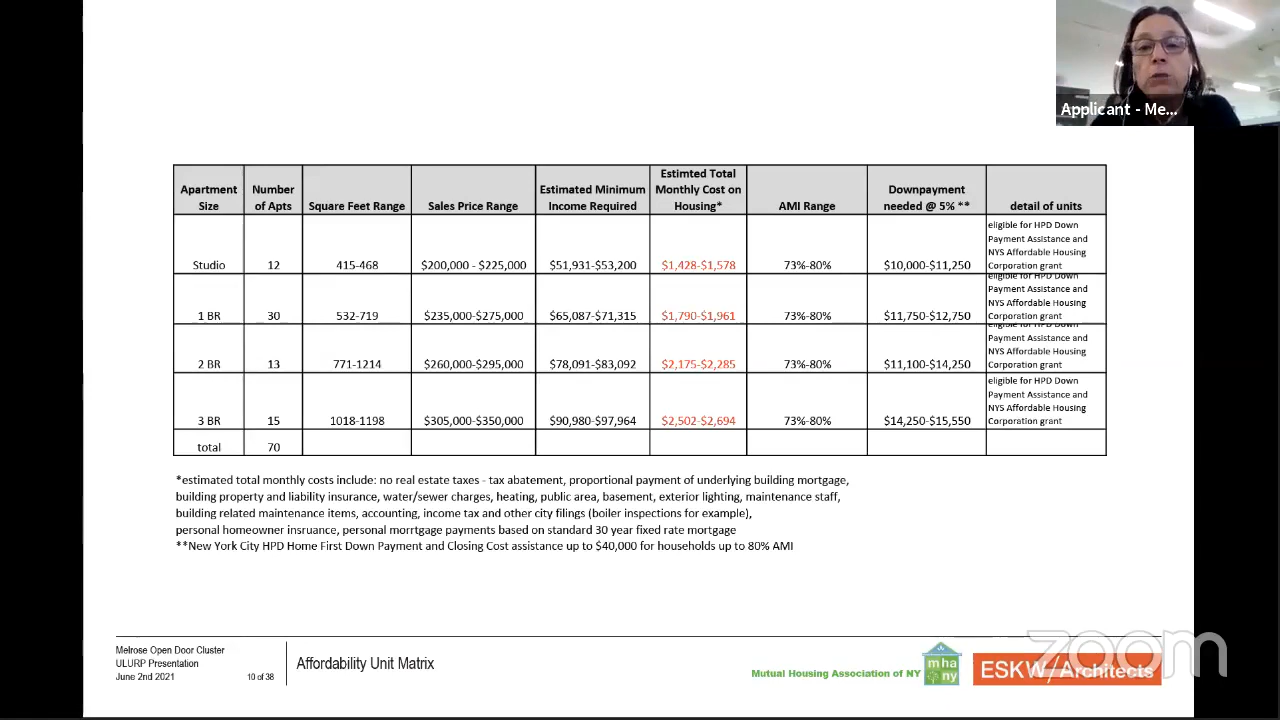 Applicant - Me...
Apartment Size Number of Apts Square Feet Range Sales Price Range Estimated Minimum Income Required Estimted Total Monthly Cost on Housing* AMI Range Downpayment needed @ 5% ** detail of units
Studio 12 415-468 $200,000 - $225,000 $51,931-$53,200 $1,428-$1,578 73%-80% $10,000-$11,250 eligible for HPD Down Payment Assistance and NYS Affordable Housing Corporation grant
1 BR 30 532-719 $235,000-$275,000 $65,087-$71,315 $1,790-$1,961 73%-80% $11,750-$12,750 eligible for HPD Down Payment Assistance and NYS Affordable Housing Corporation grant
2 BR 13 771-1214 $260,000-$295,000 $78,091-$83,092 $2,175-$2,285 73%-80% $11,100-$14,250 eligible for HPD Down Payment Assistance and NYS Affordable Housing Corporation grant
3 BR 15 1018-1198 $305,000-$350,000 $90,980-$97,964 $2,502-$2,694 73%-80% $14,250-$15,550 eligible for HPD Down Payment Assistance and NYS Affordable Housing Corporation grant
total 70
*estimated total monthly costs include: no real estate taxes - tax abatement, proportional payment of underlying building mortgage,
building property and liability insurance, water/sewer charges, heating, public area, basement, exterior lighting, maintenance staff,
building related maintenance items, accounting, income tax and other city filings (boiler inspections for example),
personal homeowner insruance, personal morrtgage payments based on standard 30 year fixed rate mortgage
**New York City HPD Home First Down Payment and Closing Cost assistance up to $40,000 for households up to 80% AMI
Melrose Open Door Cluster
ULURP Presentation
June 2nd 2021 10 of 38
Affordability Unit Matrix
Mutual Housing Association of NY
mha
ny
ESKW/Architects
zoom